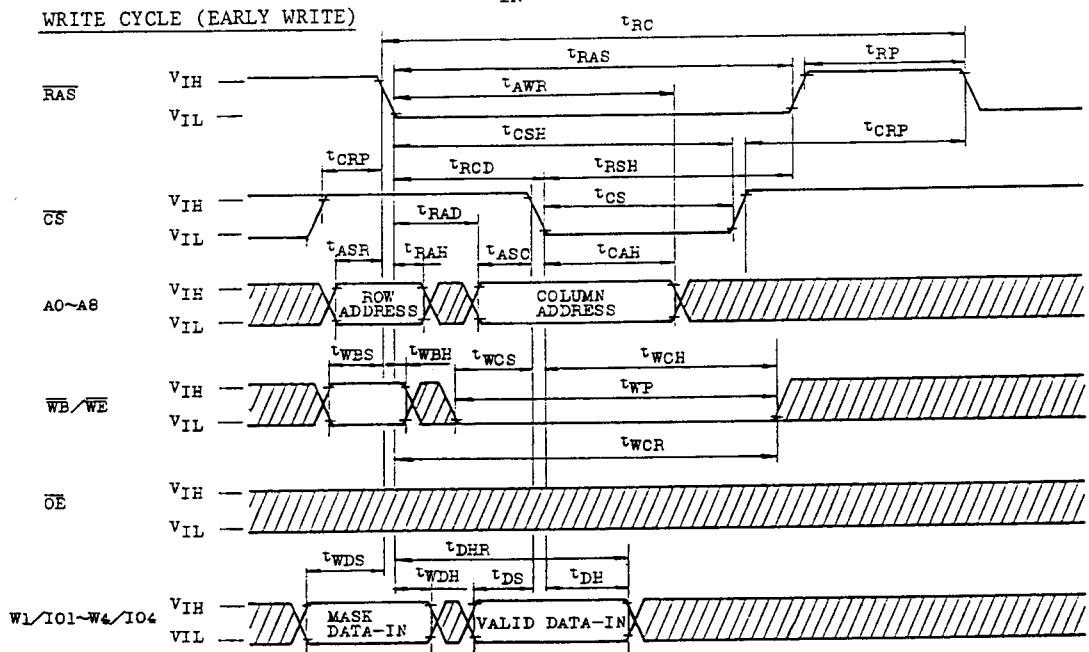 IN
WRITE CYCLE (EARLY WRITE)
tRC
tRAS
tRP
RAS
VIH
VIL
tAWR
tCSH
tCRP
tCRP
tRCD
tRSH
CS
VIH
VIL
tCS
tRAD
tASR
tRAH
tASC
tCAH
A0~A8
VIH
VIL
ROW ADDRESS
COLUMN ADDRESS
tWBS
tWBH
tWCS
tWCH
WB/WE
VIH
VIL
tWP
tWCR
OE
VIH
VIL
tDHR
tWDS
tWDH
tDS
tDH
W1/IO1~W4/IO4
VIH
VIL
MASK DATA-IN
VALID DATA-IN